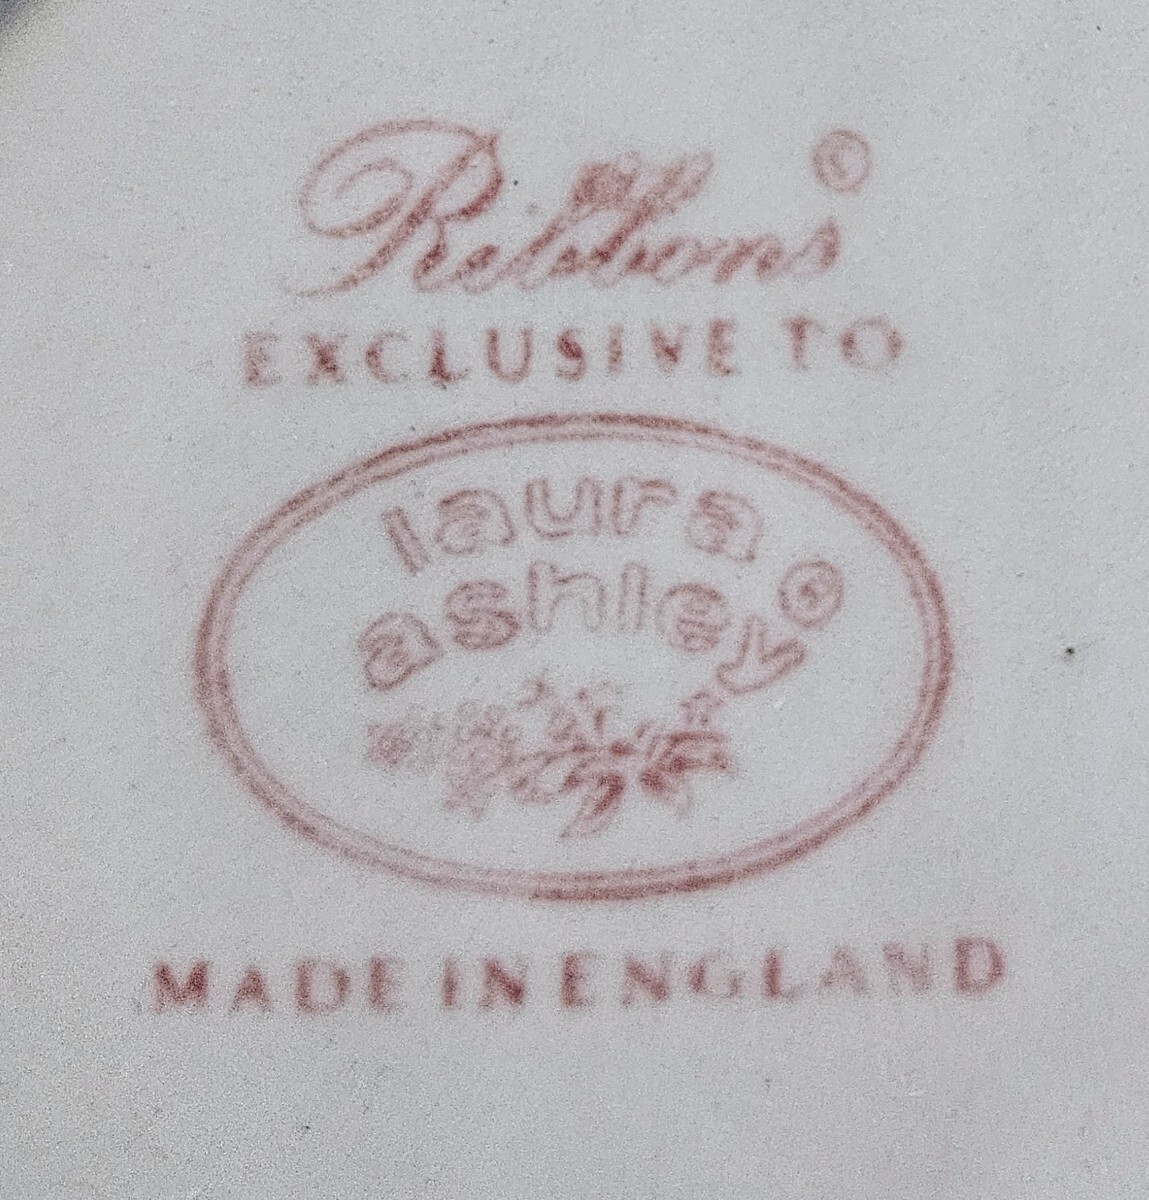 Ribbons ©
EXCLUSIVE TO
laura
ashley ®
MADE IN ENGLAND